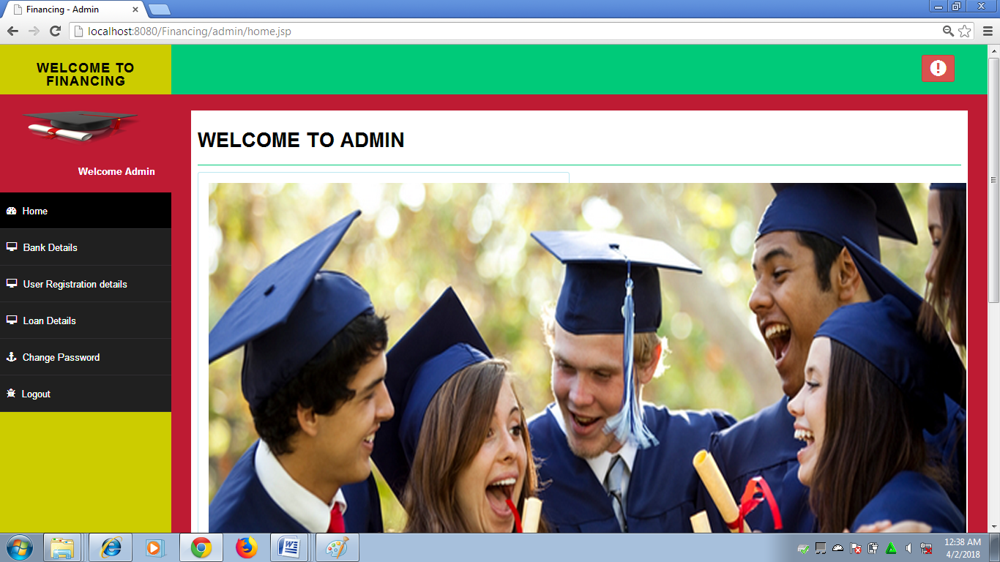 Financing - Admin
localhost:8080/Financing/admin/home.jsp
WELCOME TO
FINANCING
Welcome Admin
Home
Bank Details
User Registration details
Loan Details
Change Password
Logout
WELCOME TO ADMIN
12:38 AM
4/2/2018